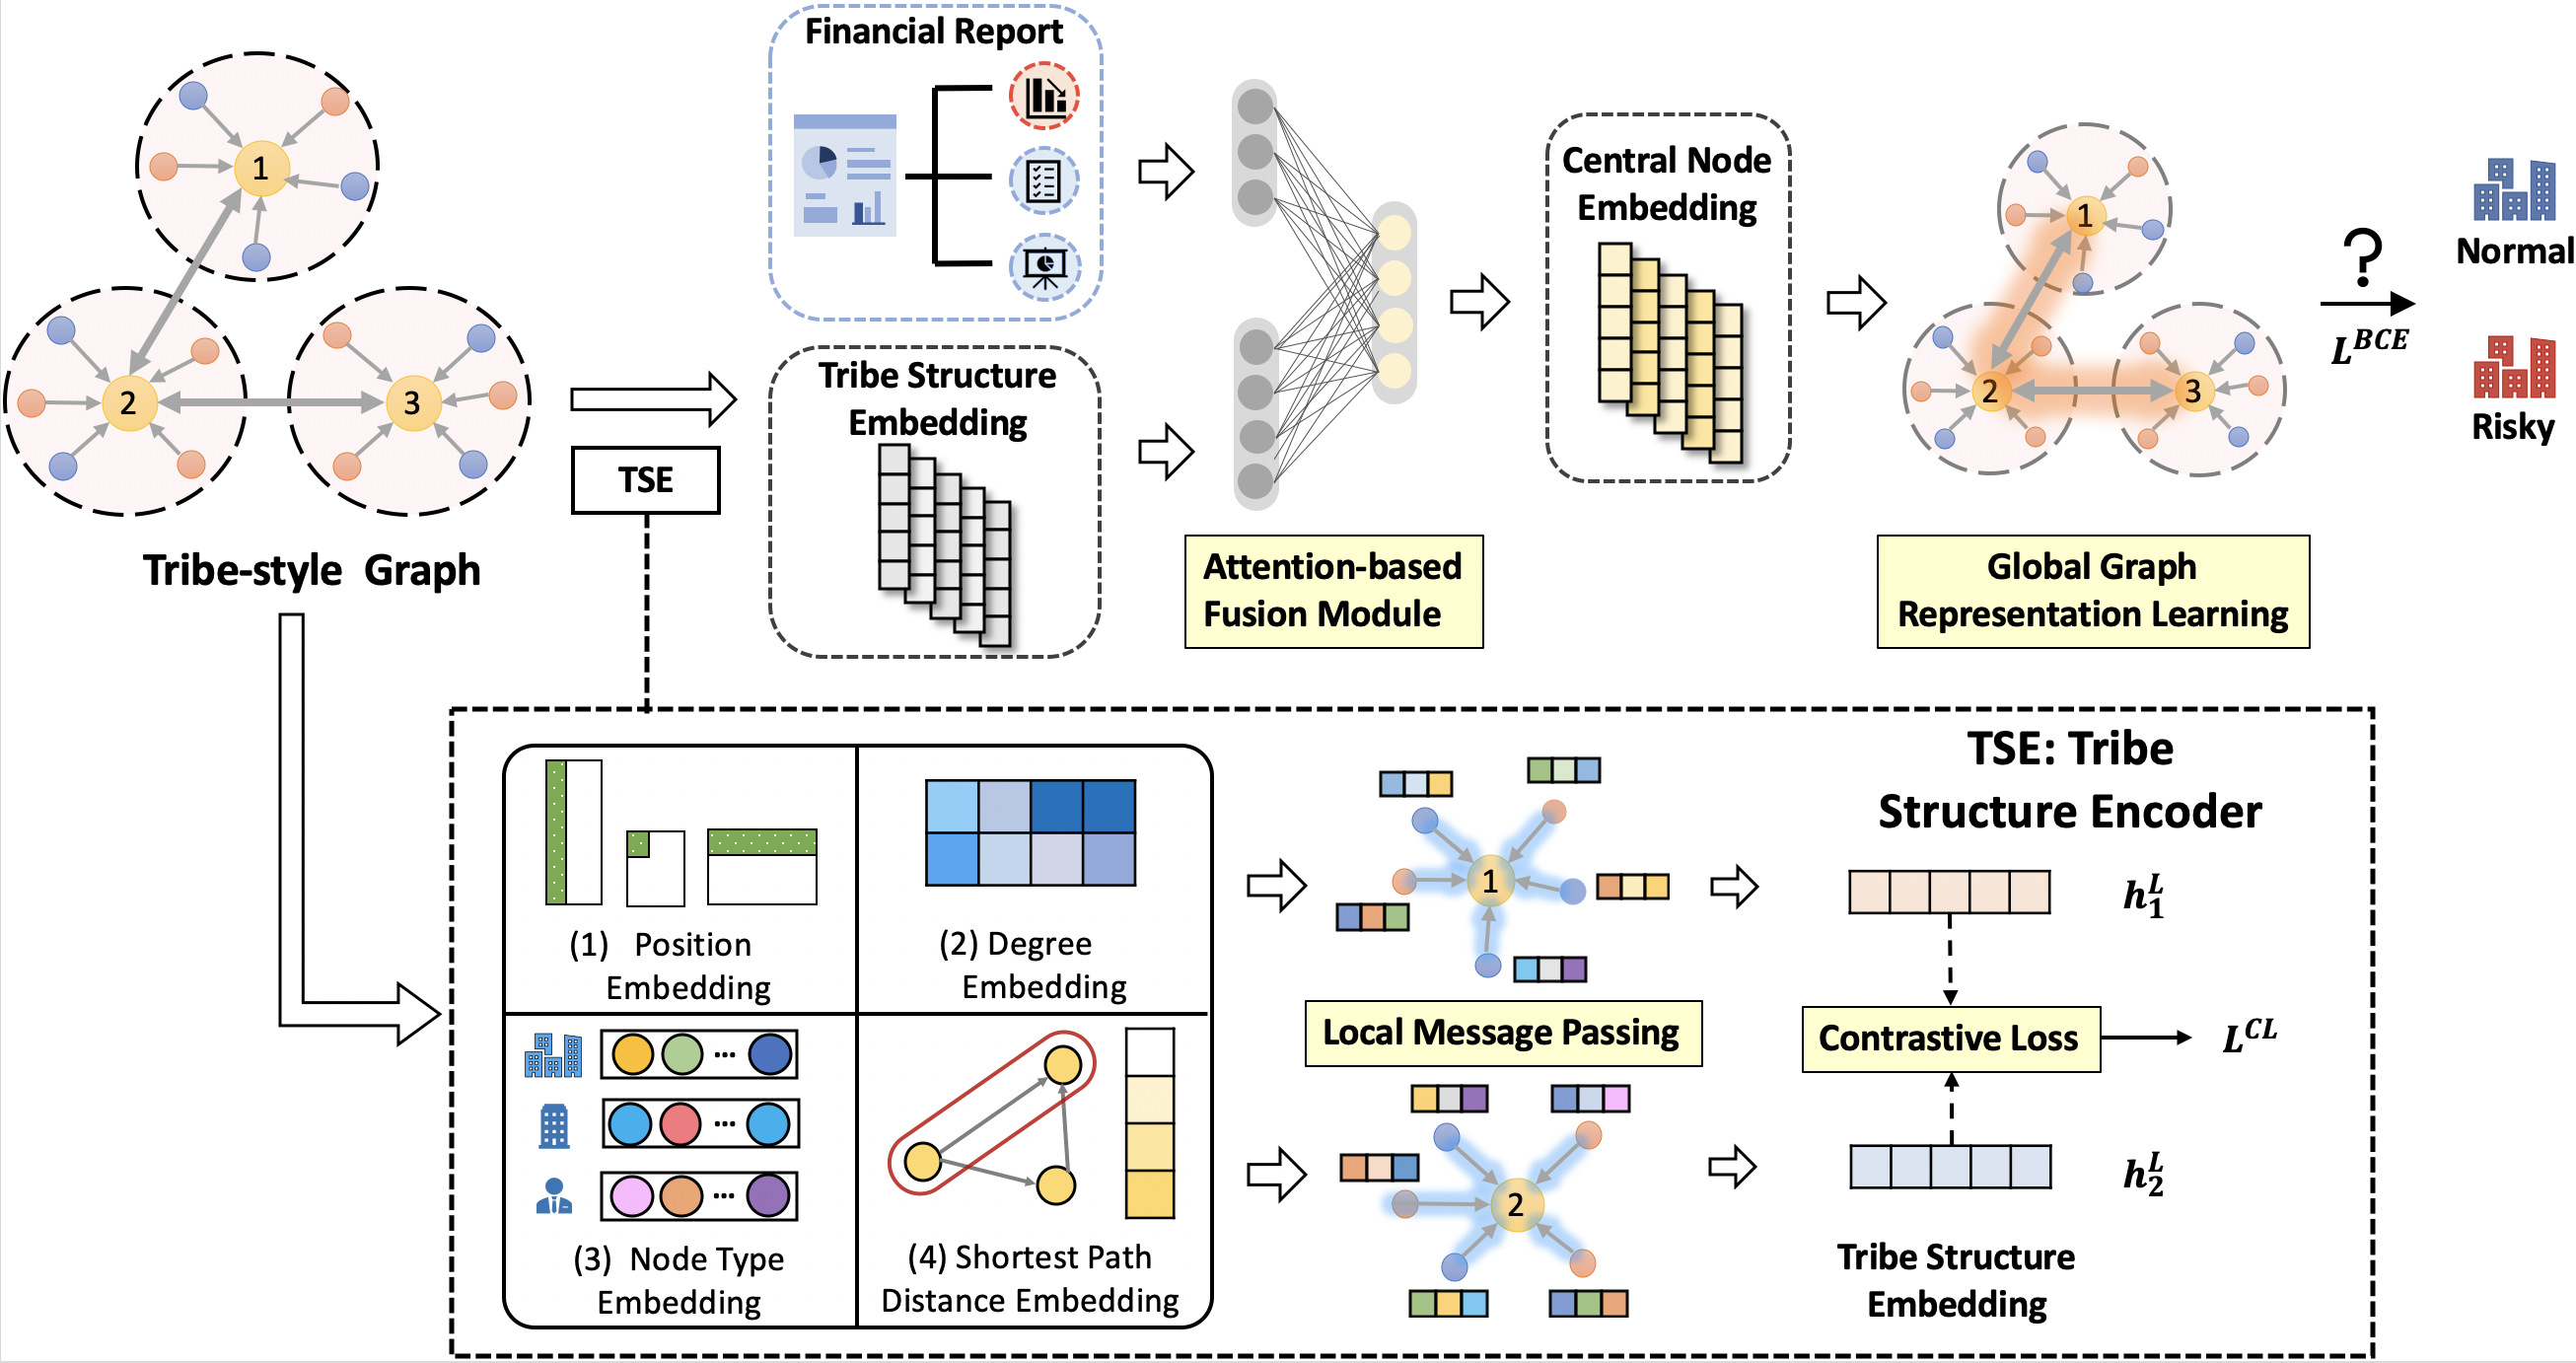 Financial Report
1
2
3
Tribe-style Graph
TSE
Tribe Structure
Embedding
Attention-based
Fusion Module
Central Node
Embedding
1
2
3
Global Graph
Representation Learning
?
L^{BCE}
Normal
Risky
TSE: Tribe
Structure Encoder
(1) Position
Embedding
(2) Degree
Embedding
(3) Node Type
Embedding
(4) Shortest Path
Distance Embedding
...
...
...
1
Local Message Passing
2
h_1^L
Contrastive Loss
L^{CL}
h_2^L
Tribe Structure
Embedding